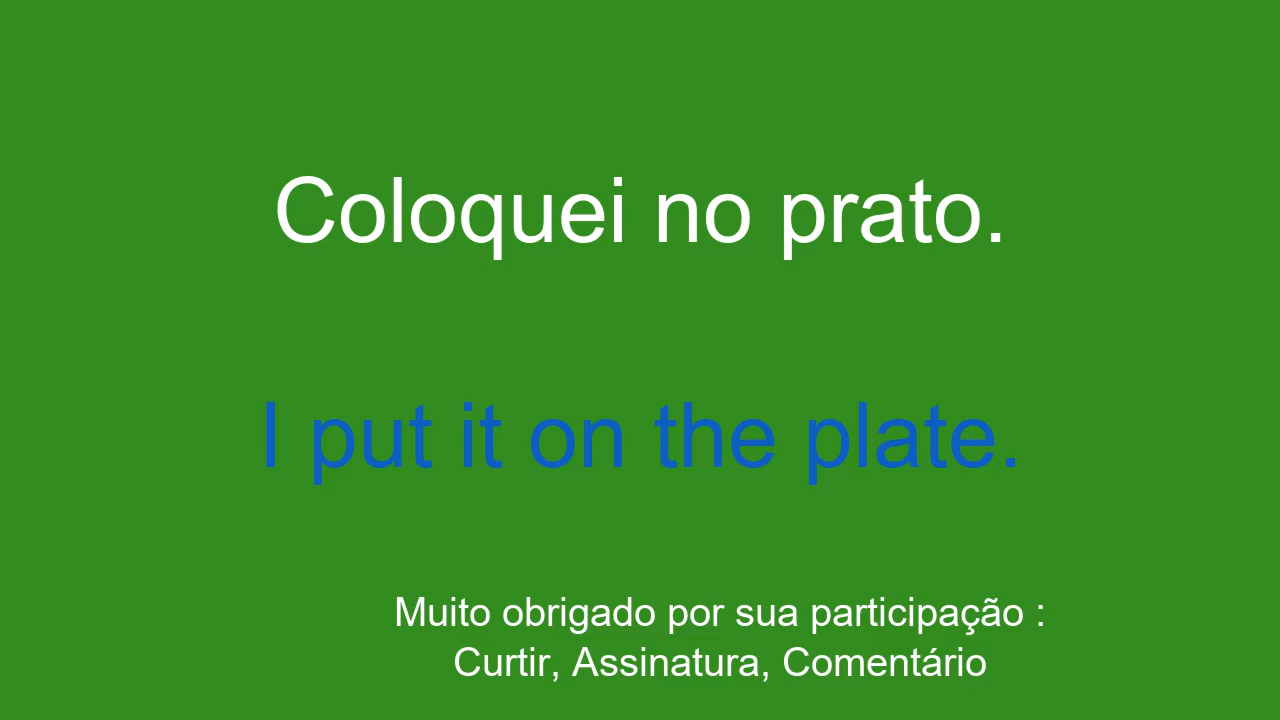 Coloquei no prato.
I put it on the plate.
Muito obrigado por sua participação :
Curtir, Assinatura, Comentário